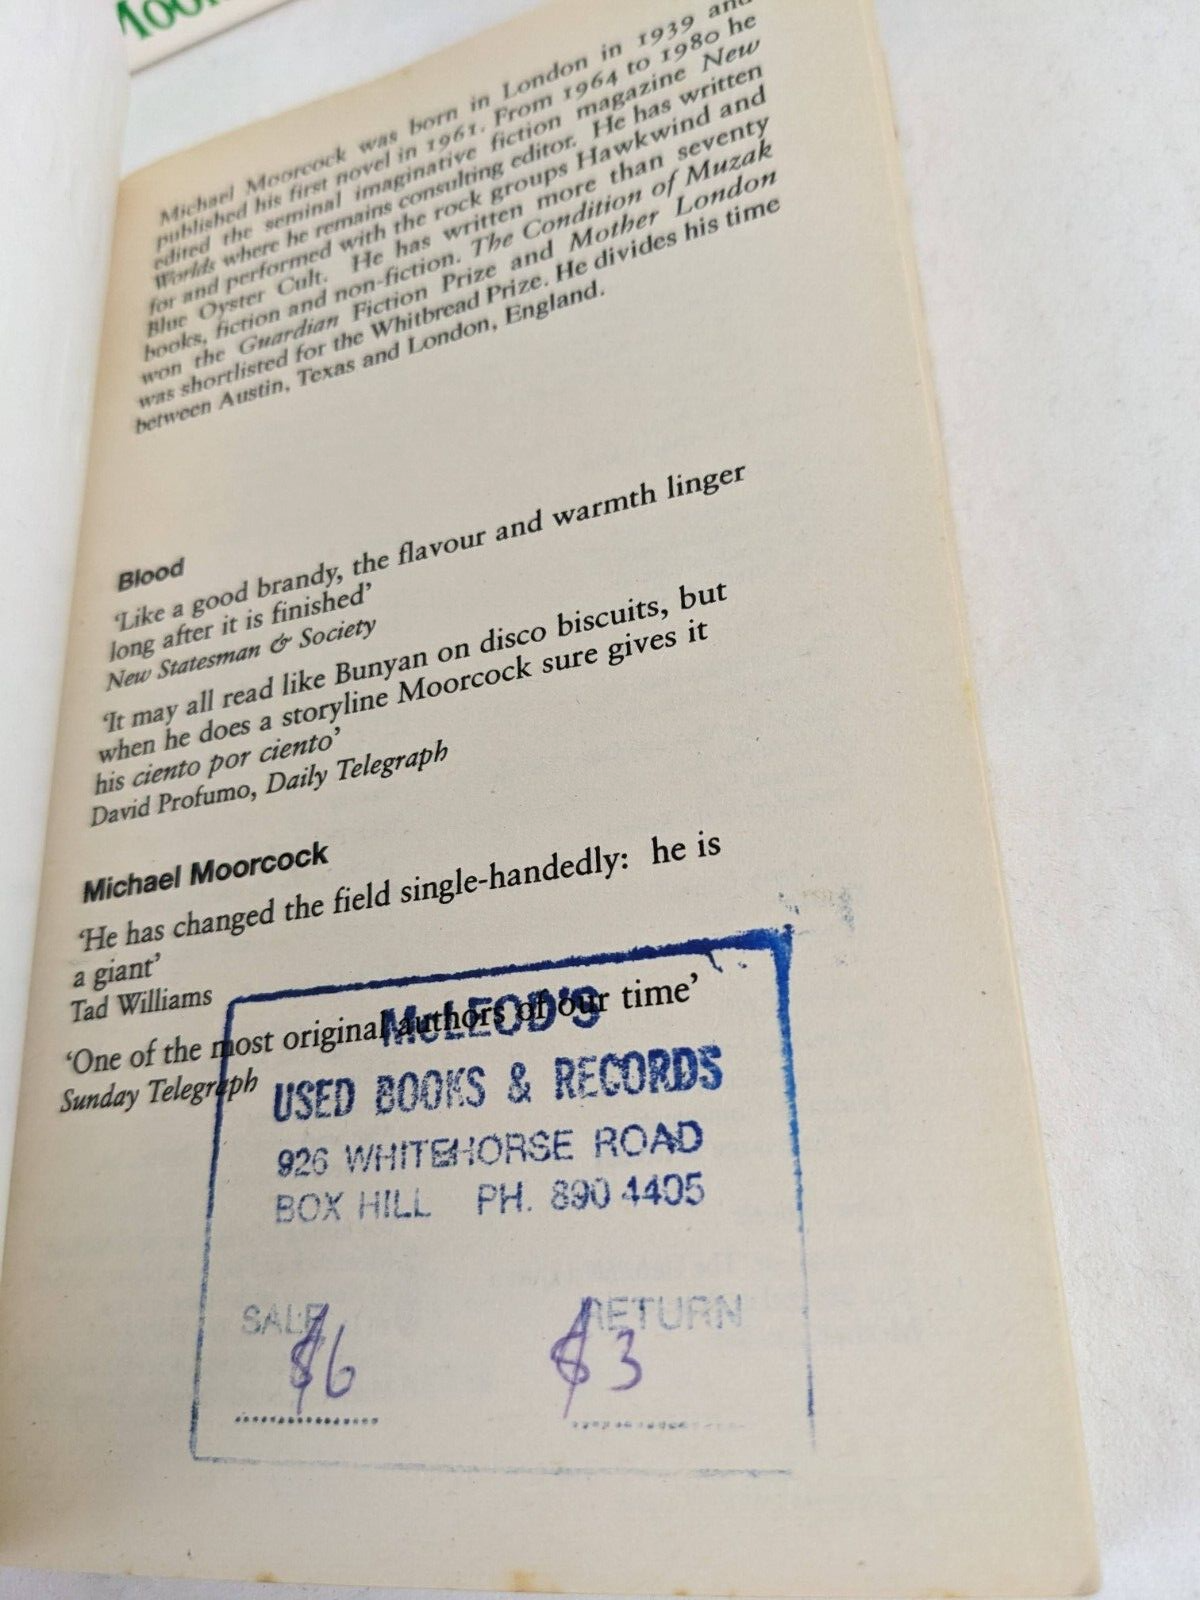 Moor
Michael Moorcock was born in London in 1939 and
published his first novel in 1961. From 1964 to 1980 he
edited the seminal imaginative fiction magazine New
Worlds where he remains consulting editor. He has written
for and performed with the rock groups Hawkwind and
Blue Oyster Cult. He has written more than seventy
books, fiction and non-fiction. The Condition of Muzak
won the Guardian Fiction Prize and Mother London
was shortlisted for the Whitbread Prize. He divides his time
between Austin, Texas and London, England.
Blood
‘Like a good brandy, the flavour and warmth linger
long after it is finished’
New Statesman & Society
‘It may all read like Bunyan on disco biscuits, but
when he does a storyline Moorcock sure gives it
his ciento por ciento’
David Profumo, Daily Telegraph
Michael Moorcock
‘He has changed the field single-handedly: he is
a giant’
Tad Williams
‘One of the most original authors of our time’
Sunday Telegraph
McLEOD'S
USED BOOKS & RECORDS
926 WHITEHORSE ROAD
BOX HILL PH. 890 4405
SALE RETURN
$6 $3